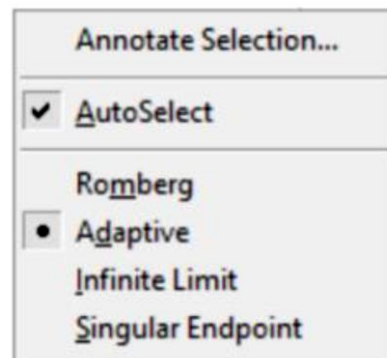 Annotate Selection...
AutoSelect
Romberg
Adaptive
Infinite Limit
Singular Endpoint